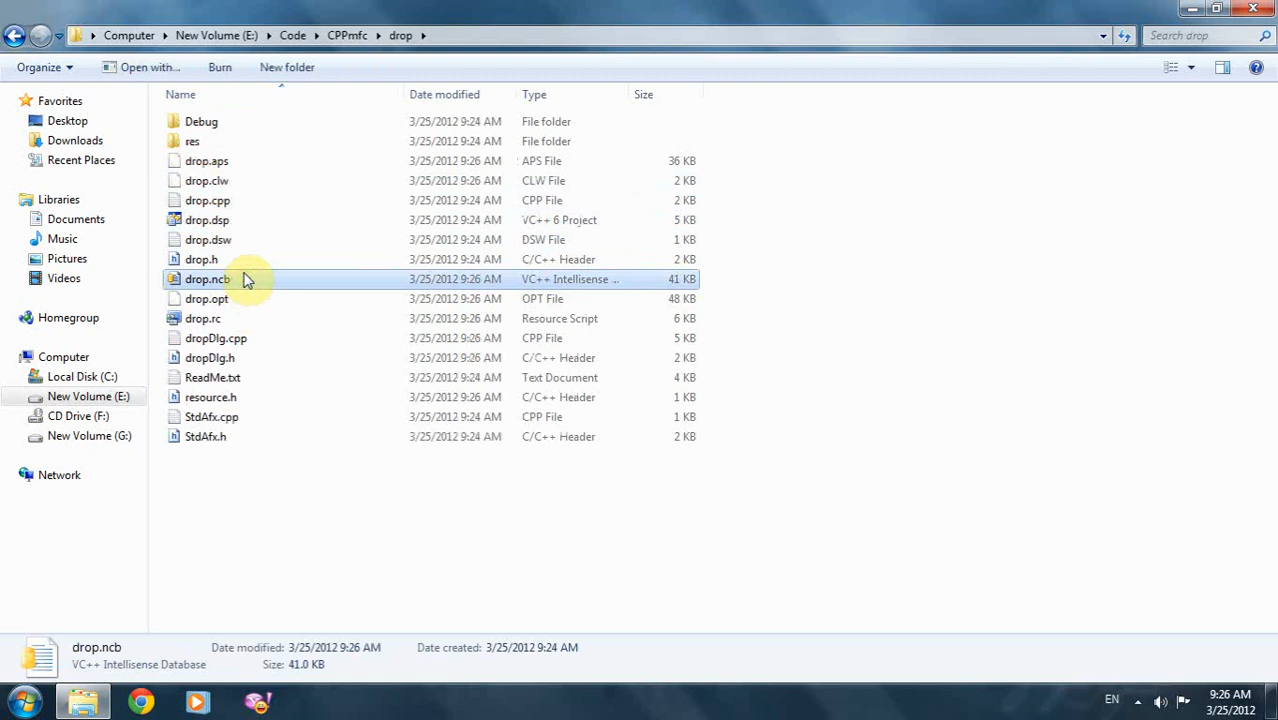 Computer New Volume (E:) Code CPPmfc drop Search drop
Organize Open with... Burn New folder
Favorites
Desktop
Downloads
Recent Places
Libraries
Documents
Music
Pictures
Videos
Homegroup
Computer
Local Disk (C:)
New Volume (E:)
CD Drive (F:)
New Volume (G:)
Network
Name Date modified Type Size
Debug 3/25/2012 9:24 AM File folder
res 3/25/2012 9:24 AM File folder
drop.aps 3/25/2012 9:26 AM APS File 36 KB
drop.clw 3/25/2012 9:26 AM CLW File 2 KB
drop.cpp 3/25/2012 9:24 AM CPP File 2 KB
drop.dsp 3/25/2012 9:24 AM VC++ 6 Project 5 KB
drop.dsw 3/25/2012 9:24 AM DSW File 1 KB
drop.h 3/25/2012 9:24 AM C/C++ Header 2 KB
drop.ncb 3/25/2012 9:26 AM VC++ Intellisense ... 41 KB
drop.opt 3/25/2012 9:26 AM OPT File 48 KB
drop.rc 3/25/2012 9:26 AM Resource Script 6 KB
dropDlg.cpp 3/25/2012 9:26 AM CPP File 5 KB
dropDlg.h 3/25/2012 9:26 AM C/C++ Header 2 KB
ReadMe.txt 3/25/2012 9:24 AM Text Document 4 KB
resource.h 3/25/2012 9:26 AM C/C++ Header 1 KB
StdAfx.cpp 3/25/2012 9:24 AM CPP File 1 KB
StdAfx.h 3/25/2012 9:24 AM C/C++ Header 2 KB
drop.ncb Date modified: 3/25/2012 9:26 AM Date created: 3/25/2012 9:24 AM
VC++ Intellisense Database Size: 41.0 KB
EN 9:26 AM
3/25/2012